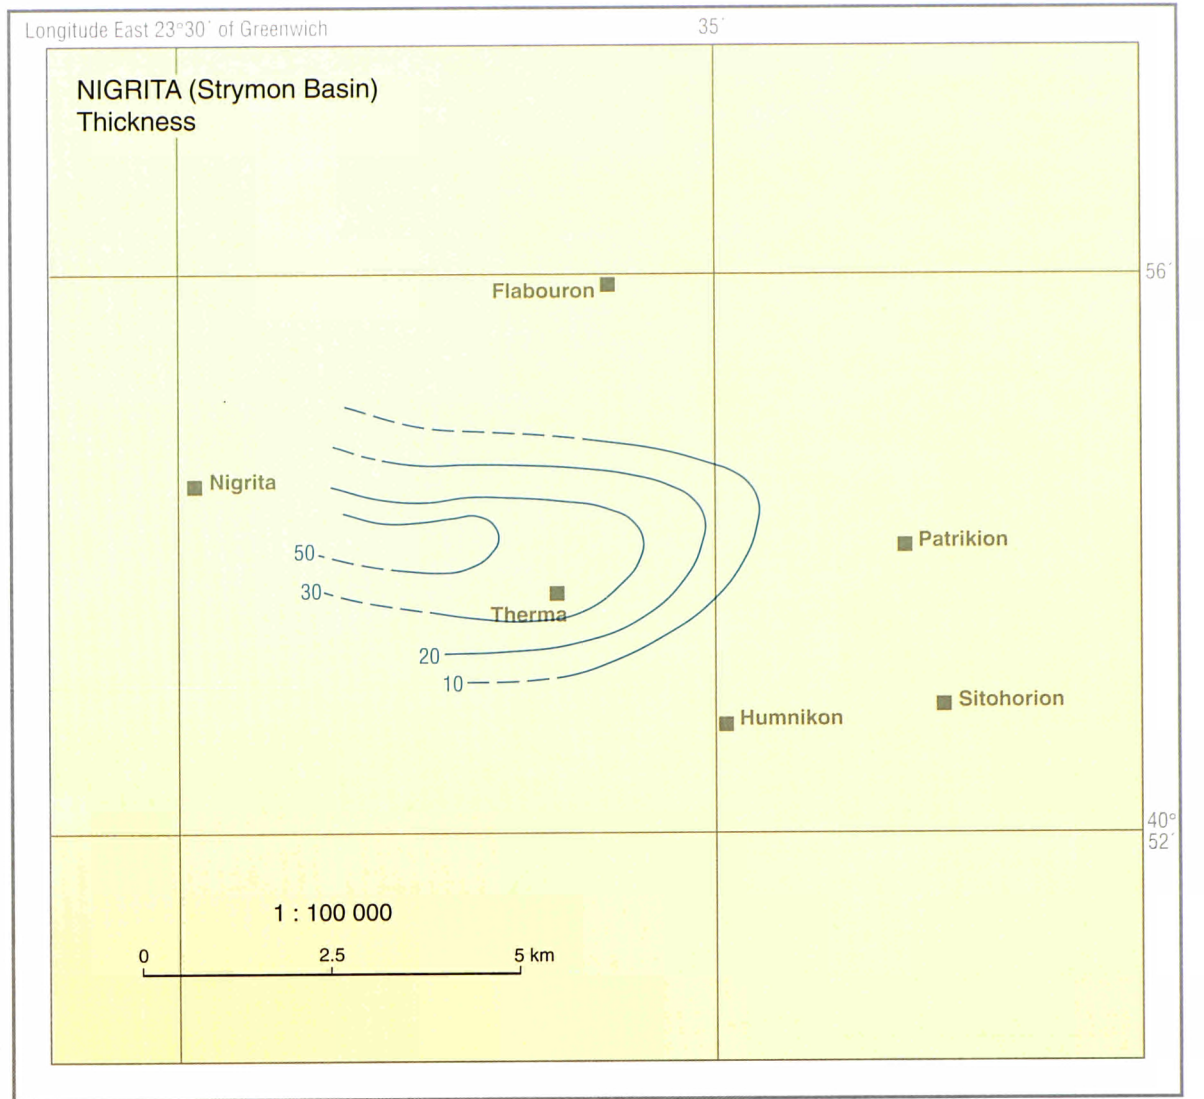 Longitude East 23°30´ of Greenwich
35´
NIGRITA (Strymon Basin)
Thickness
56´
Flabouron
Nigrita
Patrikion
50
30
Therma
20
10
Sitohorion
Humnikon
40°
52´
1 : 100 000
0 2.5 5 km